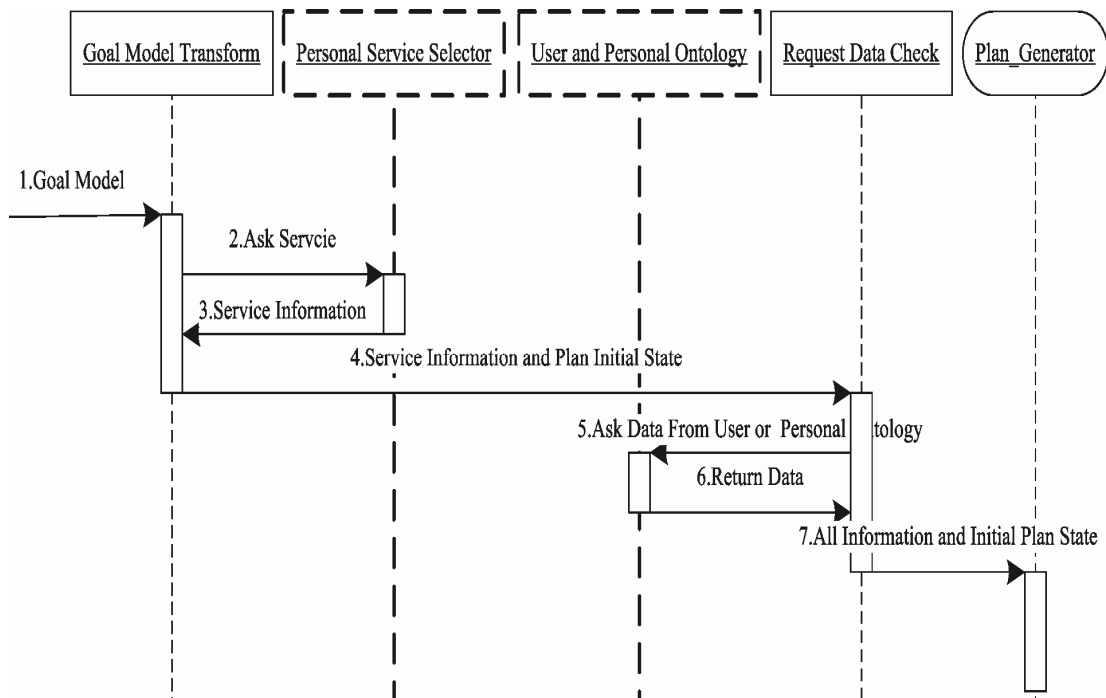 Goal Model Transform
Personal Service Selector
User and Personal Ontology
Request Data Check
Plan_Generator
1.Goal Model
2.Ask Servcie
3.Service Information
4.Service Information and Plan Initial State
5.Ask Data From User or Personal tology
6.Return Data
7.All Information and Initial Plan State